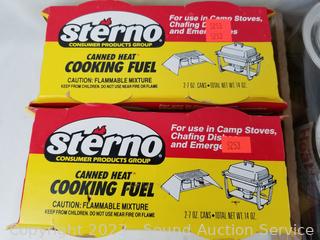 sterno
CONSUMER PRODUCTS GROUP
CANNED HEAT
COOKING FUEL
CAUTION: FLAMMABLE MIXTURE
KEEP FROM CHILDREN. DO NOT USE NEAR FIRE OR FLAME
For use in Camp Stoves,
Chafing
and Emer
5253
2-7 OZ. CANS • TOTAL NET WT. 14 OZ.
sterno
CONSUMER PRODUCTS GROUP
CANNED HEAT
COOKING FUEL
CAUTION: FLAMMABLE MIXTURE
KEEP FROM CHILDREN. DO NOT USE NEAR FIRE OR FLAME
For use in Camp Stoves,
Chafing Di
and Emerge
5253
2-7 OZ. CANS • TOTAL NET WT. 14 OZ.
Sound Auction Service